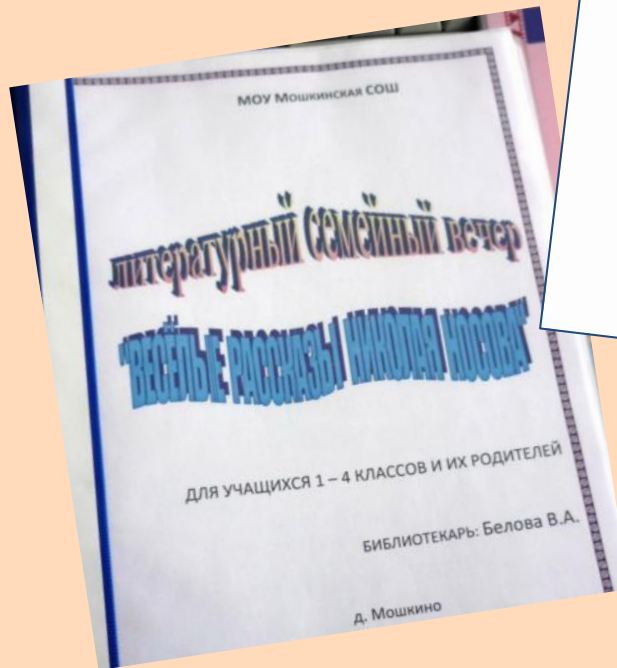 МОУ Мошкинская СОШ
литературный семейный вечер
"ВЕСЁЛЫЕ РАССКАЗЫ НИКОЛАЯ НОСОВА"
ДЛЯ УЧАЩИХСЯ 1 – 4 КЛАССОВ И ИХ РОДИТЕЛЕЙ
БИБЛИОТЕКАРЬ: Белова В.А.
д. Мошкино